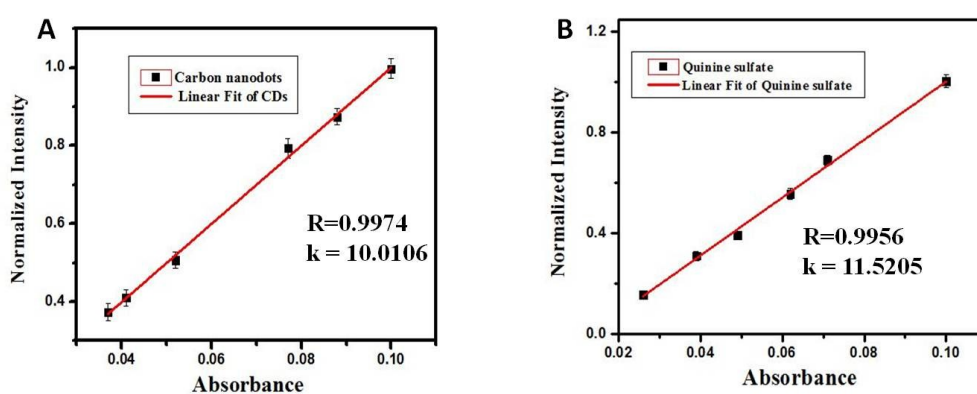 A
Carbon nanodots
Linear Fit of CDs
Normalized Intensity
1.0
0.8
0.6
0.4
R=0.9974
k = 10.0106
0.04
0.06
0.08
0.10
Absorbance
B
Quinine sulfate
Linear Fit of Quinine sulfate
Normalized Intensity
1.2
0.8
0.4
0.0
R=0.9956
k = 11.5205
0.02
0.04
0.06
0.08
0.10
Absorbance